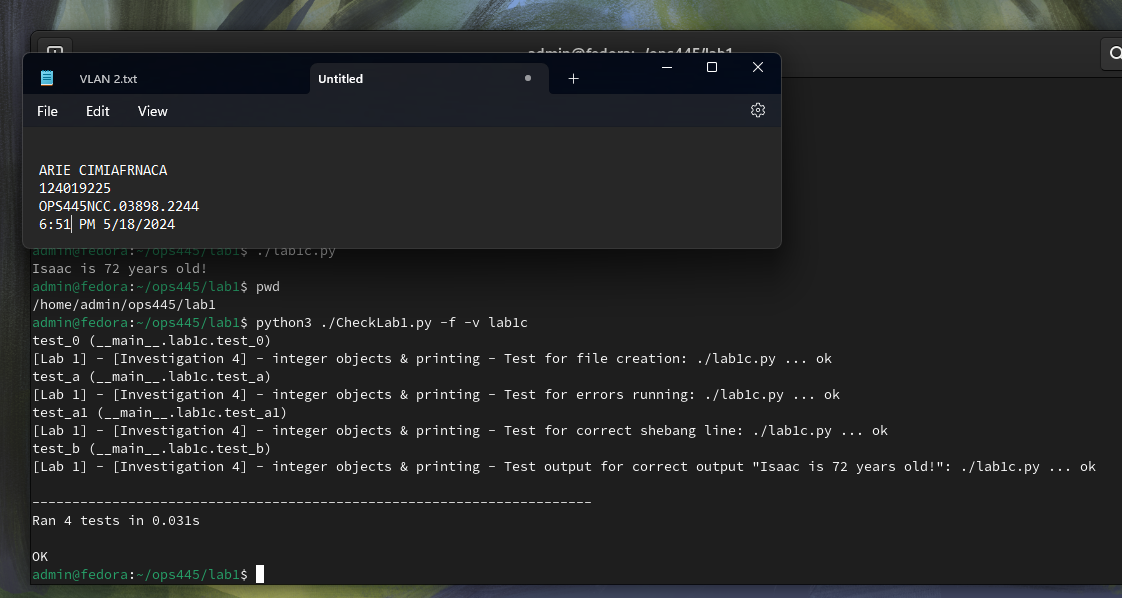 admin@fedora:~/ops445/lab1
VLAN 2.txt
Untitled
File Edit View
ARIE CIMIAFRNACA
124019225
OPS445NCC.03898.2244
6:51 PM 5/18/2024
admin@fedora:~/ops445/lab1$ ./lab1c.py
Isaac is 72 years old!
admin@fedora:~/ops445/lab1$ pwd
/home/admin/ops445/lab1
admin@fedora:~/ops445/lab1$ python3 ./CheckLab1.py -f -v lab1c
test_0 (__main__.lab1c.test_0)
[Lab 1] - [Investigation 4] - integer objects & printing - Test for file creation: ./lab1c.py ... ok
test_a (__main__.lab1c.test_a)
[Lab 1] - [Investigation 4] - integer objects & printing - Test for errors running: ./lab1c.py ... ok
test_a1 (__main__.lab1c.test_a1)
[Lab 1] - [Investigation 4] - integer objects & printing - Test for correct shebang line: ./lab1c.py ... ok
test_b (__main__.lab1c.test_b)
[Lab 1] - [Investigation 4] - integer objects & printing - Test output for correct output "Isaac is 72 years old!": ./lab1c.py ... ok
----------------------------------------------------------------------
Ran 4 tests in 0.031s
OK
admin@fedora:~/ops445/lab1$